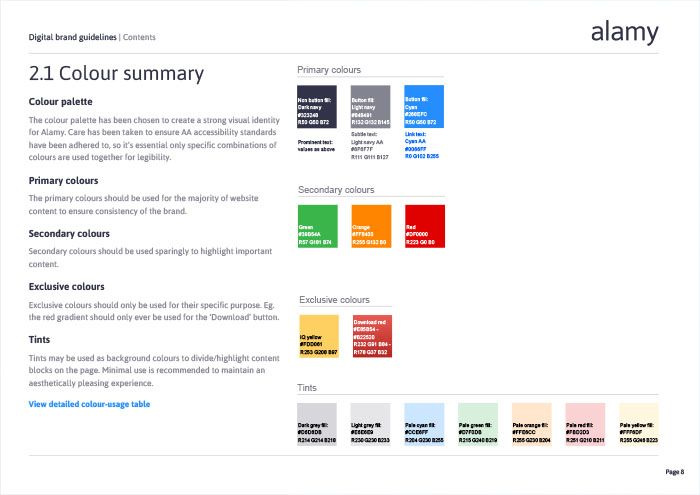 Digital brand guidelines | Contents
alamy
2.1 Colour summary
Colour palette
The colour palette has been chosen to create a strong visual identity
for Alamy. Care has been taken to ensure AA accessibility standards
have been adhered to, so it's essential only specific combinations of
colours are used together for legibility.
Primary colours
The primary colours should be used for the majority of website
content to ensure consistency of the brand.
Secondary colours
Secondary colours should be used sparingly to highlight important
content.
Exclusive colours
Exclusive colours should only be used for their specific purpose. Eg.
the red gradient should only ever be used for the 'Download' button.
Tints
Tints may be used as background colours to divide/highlight content
blocks on the page. Minimal use is recommended to maintain an
aesthetically pleasing experience.
View detailed colour-usage table
Primary colours
Non button fill:
Dark navy
#323248
R50 G50 B72
Prominent text:
values as above
Button fill:
Light navy
#848491
R132 G132 B145
Subtle text:
Light navy AA
#6F6F7F
R111 G111 B127
Button fill:
Cyan
R50 G50 B72
Link text:
Cyan AA
#0066FF
R0 G102 B255
Secondary colours
Green
#39B54A
R57 G181 B74
Orange
#FF8400
R255 G132 B0
Red
#DF0000
R223 G0 B0
Exclusive colours
IQ yellow
#FDD061
R253 G208 B97
Download red
#E85B54 -
#B22520
R232 G91 B84 -
R178 G37 B32
Tints
Dark grey fill:
#D6D6DB
R214 G214 B218
Light grey fill:
#E6E6E9
R230 G230 B233
Pale cyan fill:
#CCE6FF
R204 G230 B255
Pale green fill:
#D7F0DB
R215 G240 B219
Pale orange fill:
#FFE6CC
R255 G230 B204
Pale red fill:
#FBD2D3
R251 G210 B211
Pale yellow fill:
#FFF6DF
R255 G246 B223
Page 8